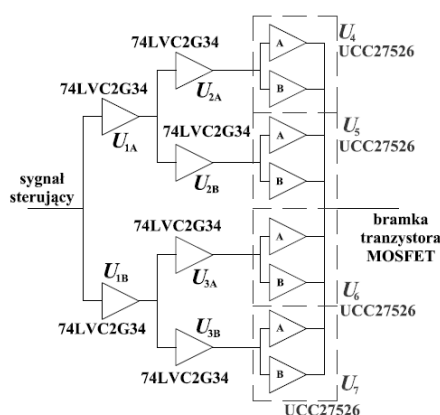 U4
UCC27526
74LVC2G34
A
U2A
B
74LVC2G34
U1A
74LVC2G34
A
U5
UCC27526
U2B
B
sygnał
sterujący
bramka
tranzystora
MOSFET
74LVC2G34
A
U1B
U3A
B
U6
UCC27526
74LVC2G34
A
U3B
74LVC2G34
B
U7
UCC27526